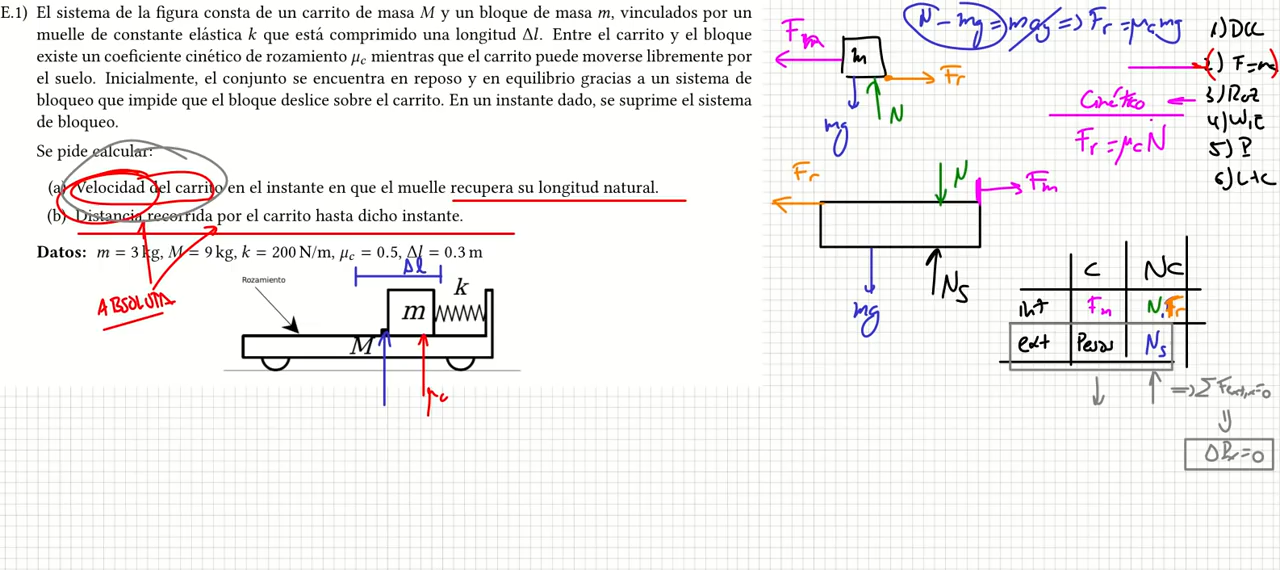 E.1) El sistema de la figura consta de un carrito de masa M y un bloque de masa m, vinculados por un
muelle de constante elástica k que está comprimido una longitud Δl. Entre el carrito y el bloque
existe un coeficiente cinético de rozamiento μc mientras que el carrito puede moverse libremente por
el suelo. Inicialmente, el conjunto se encuentra en reposo y en equilibrio gracias a un sistema de
bloqueo que impide que el bloque deslice sobre el carrito. En un instante dado, se suprime el sistema
de bloqueo.
Se pide calcular:
(a) Velocidad del carrito en el instante en que el muelle recupera su longitud natural.
(b) Distancia recorrida por el carrito hasta dicho instante.
Datos: m = 3 kg, M = 9 kg, k = 200 N/m, μc = 0.5, Δl = 0.3 m
ABSOLUTA
Rozamiento
Δl
k
m
M
μc
N - mg = may => Fr = μc mg
Fm
m
Fr
mg
N
Cinético
Fr = μc N
1) DCL
2) F=ma
3) Roz
4) W,E
5) P
6) L+C
Fr
N
Fm
mg
Ns
C NC
int Fm N, Fr
ext Pesos Ns
=> ΣFext,x=0
ΔPx=0